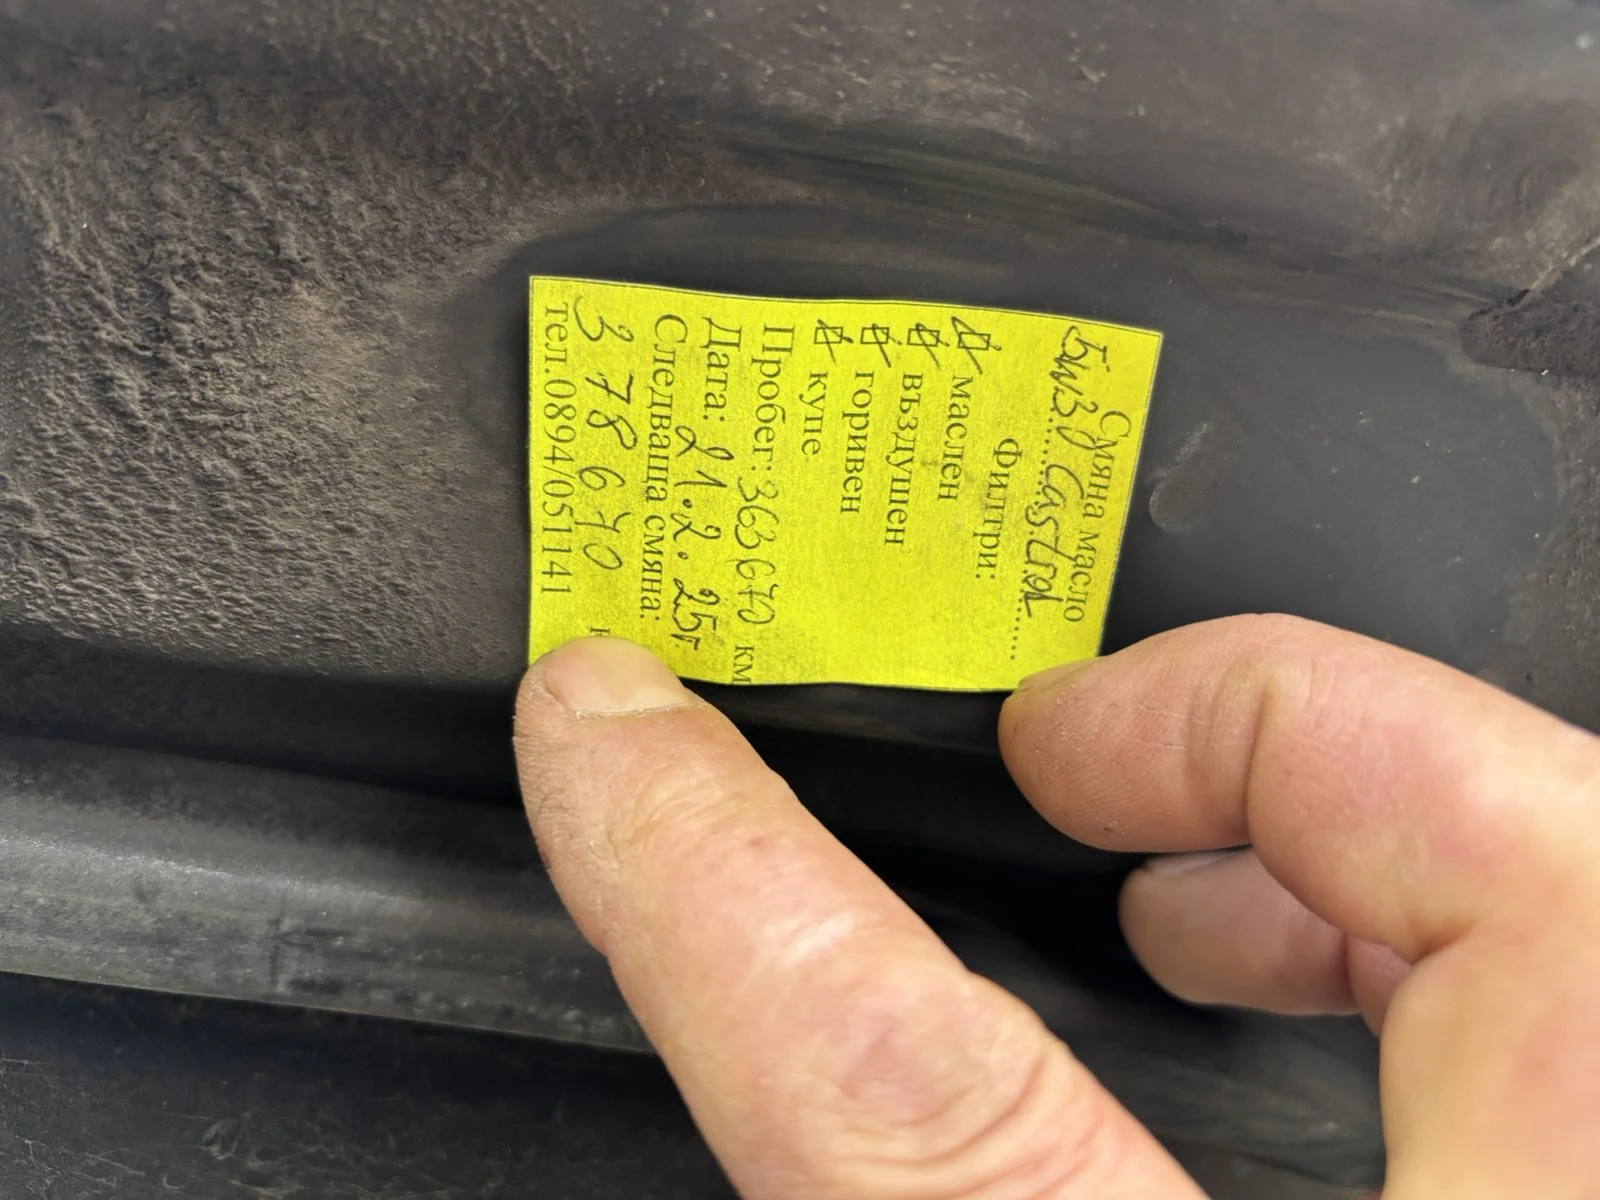 Смяна масло
5w30 Castrol
Филтри:
маслен
въздушен
горивен
купе
Пробег: 363670 км
Дата: 21.2.25г.
Следваща смяна:
378670
тел.0894/051141